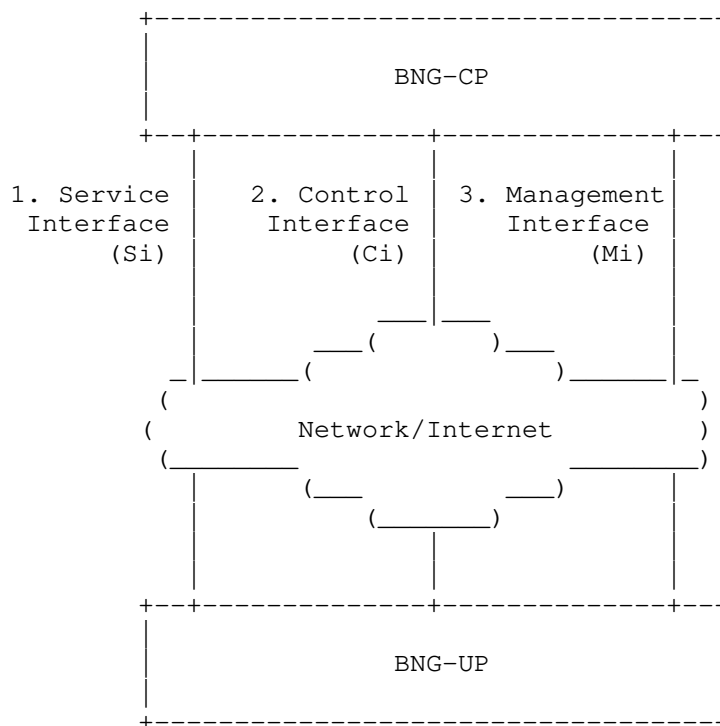 BNG-CP
1. Service 2. Control 3. Management
Interface Interface Interface
(Si) (Ci) (Mi)
Network/Internet
BNG-UP